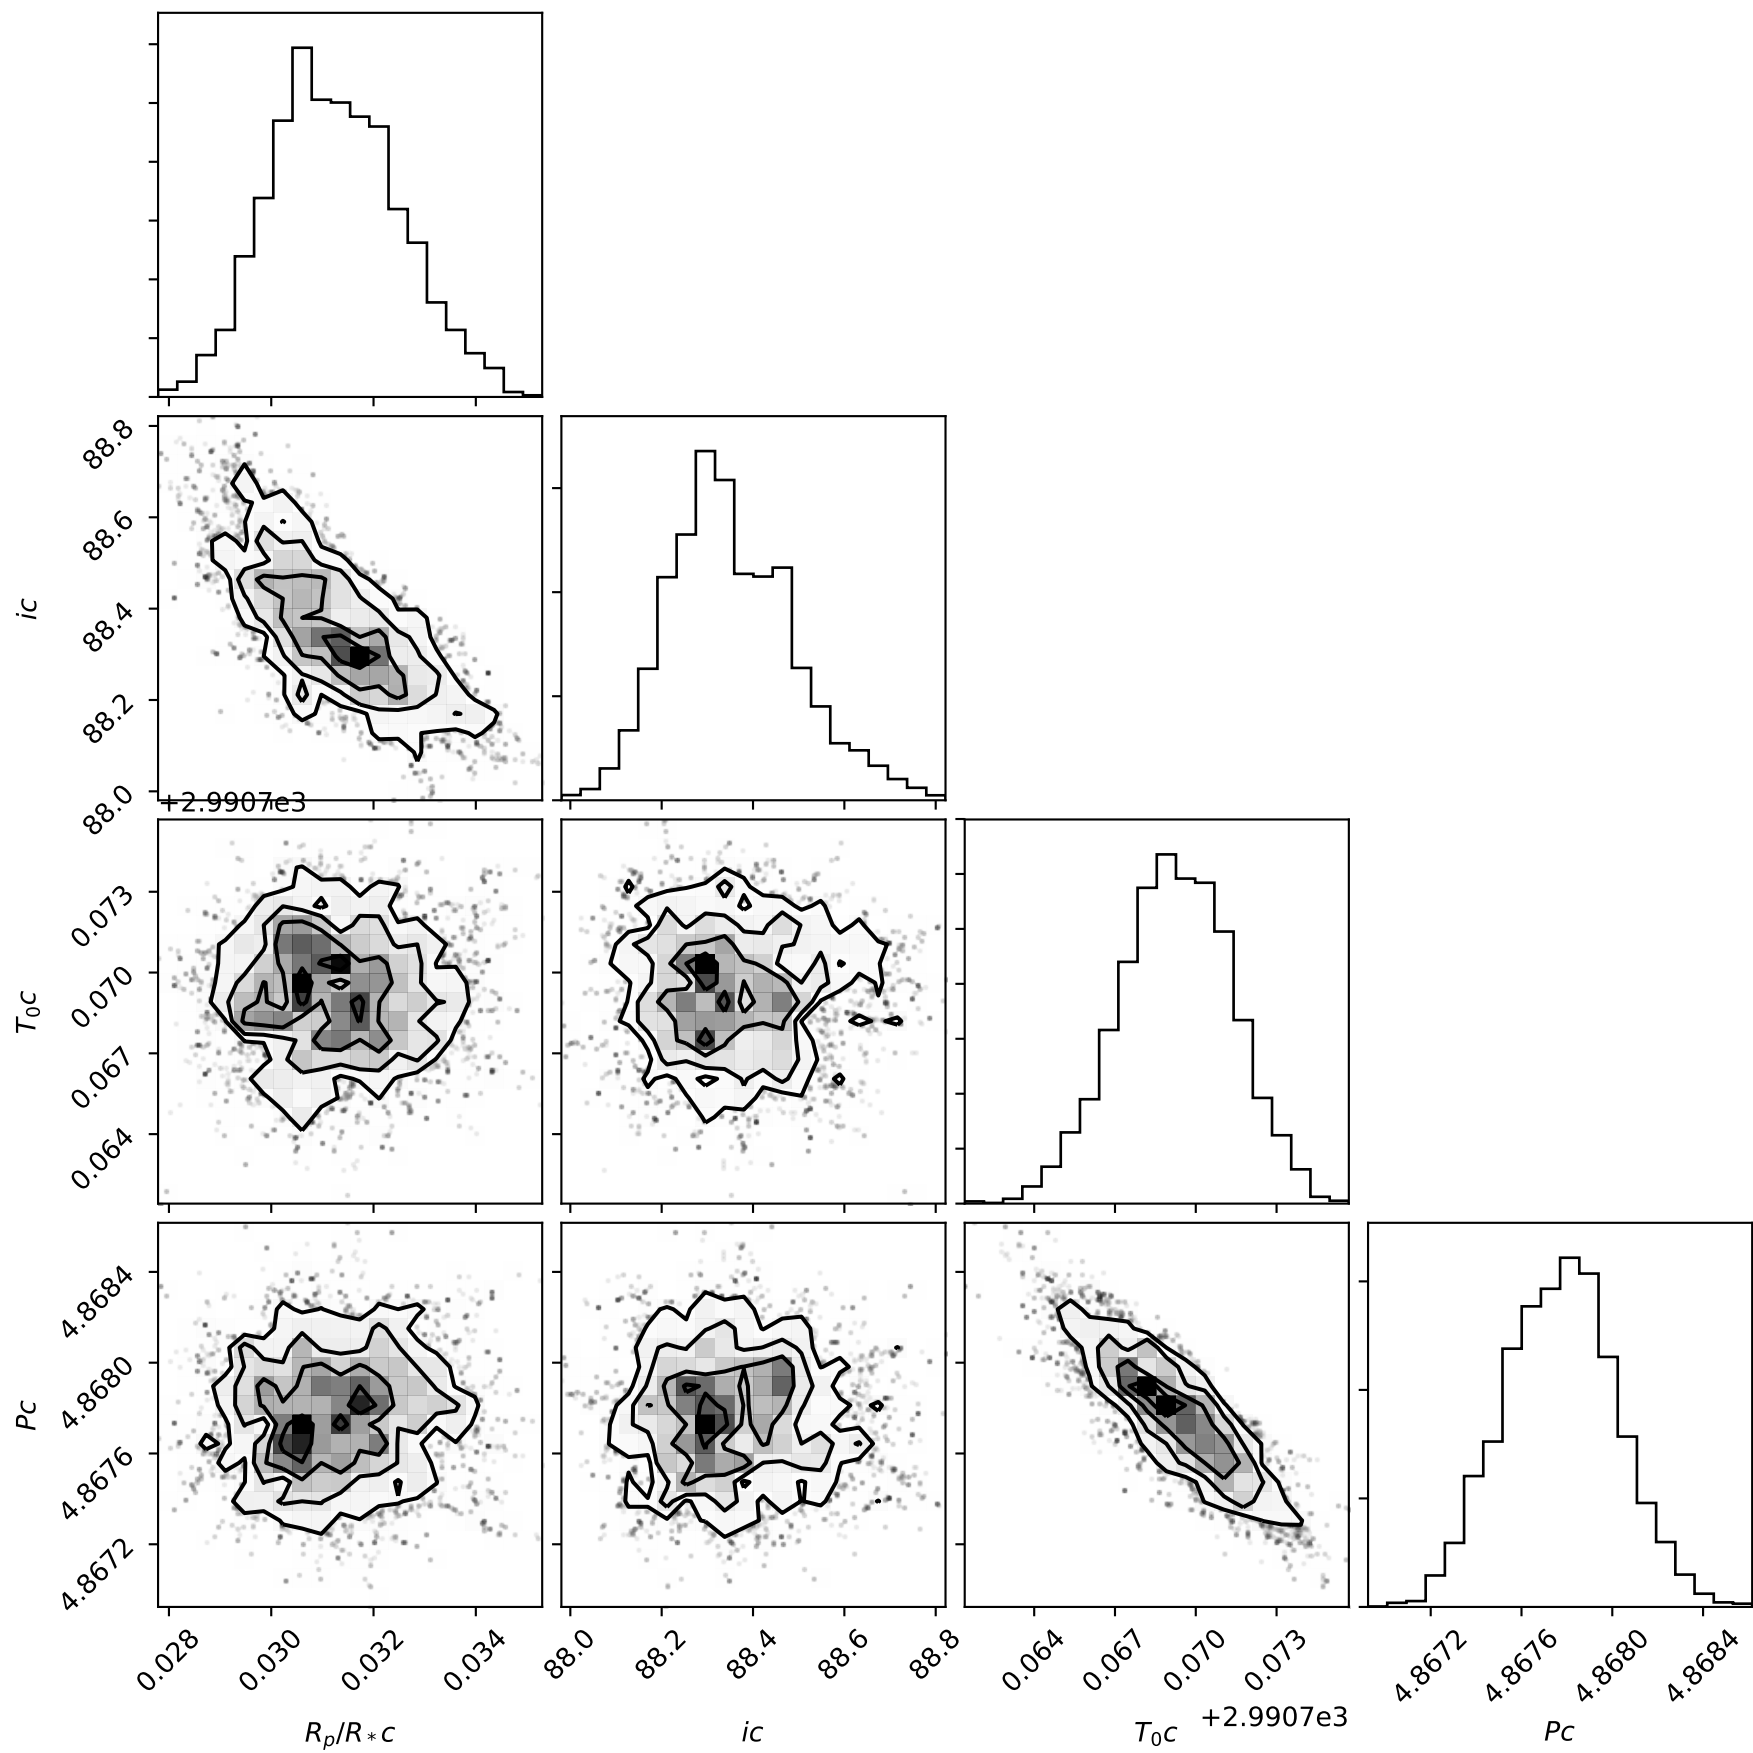 88.8
88.6
88.4
88.2
88.0
ic
+2.9907e3
0.073
0.070
0.067
0.064
T₀c
4.8684
4.8680
4.8676
4.8672
Pc
0.028 0.030 0.032 0.034
88.0 88.2 88.4 88.6 88.8
0.064 0.067 0.070 0.073
4.8672 4.8676 4.8680 4.8684
Rₚ/R*c
ic
T₀c
+2.9907e3
Pc